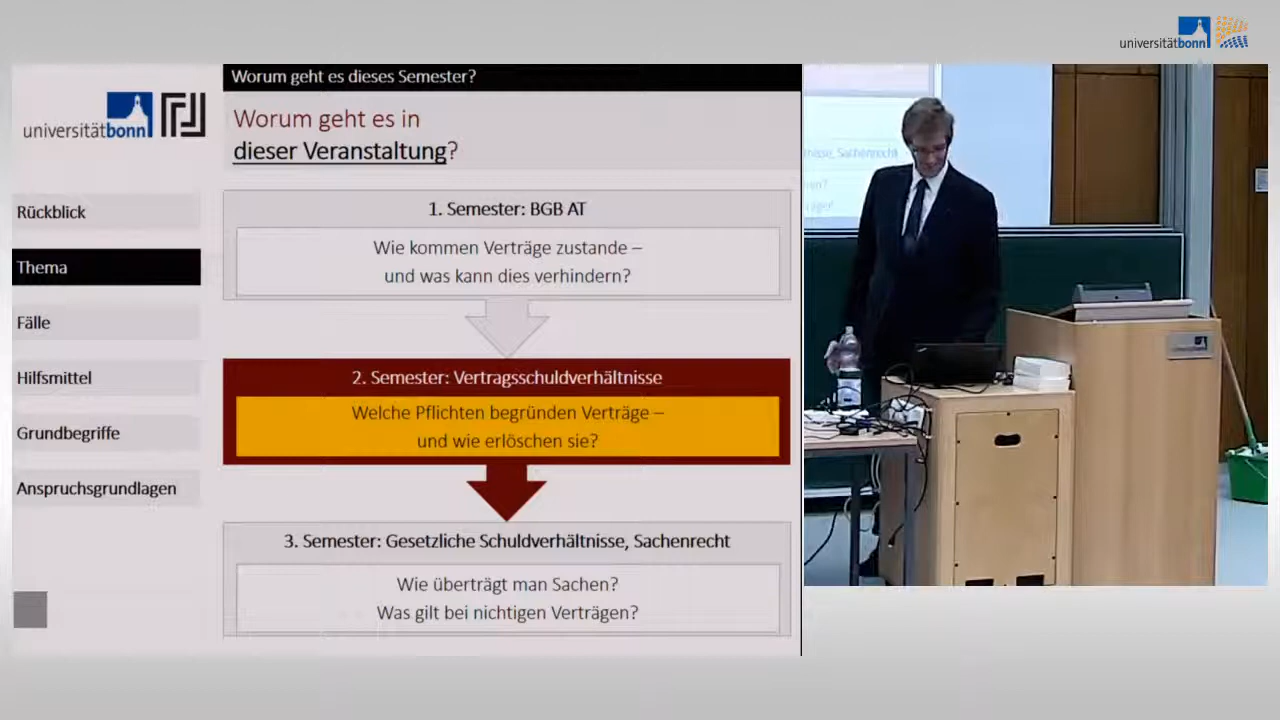 universitätbonn
Worum geht es dieses Semester?
universitätbonn
Worum geht es in
dieser Veranstaltung?
Rückblick
Thema
Fälle
Hilfsmittel
Grundbegriffe
Anspruchsgrundlagen
1. Semester: BGB AT
Wie kommen Verträge zustande –
und was kann dies verhindern?
2. Semester: Vertragsschuldverhältnisse
Welche Pflichten begründen Verträge –
und wie erlöschen sie?
3. Semester: Gesetzliche Schuldverhältnisse, Sachenrecht
Wie überträgt man Sachen?
Was gilt bei nichtigen Verträgen?
Sachenrecht